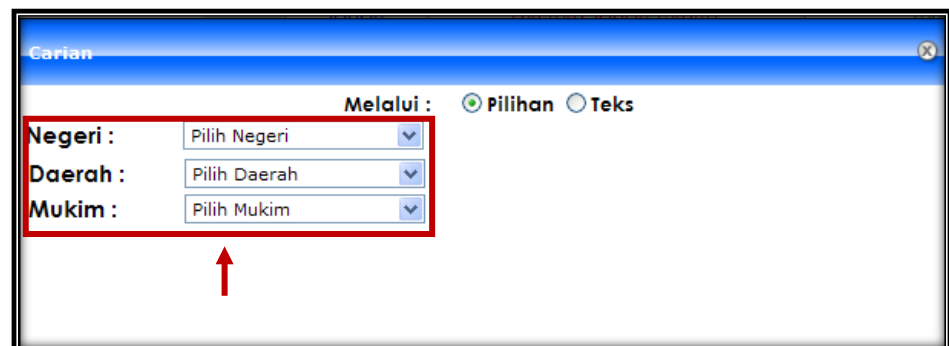 Carian
Melalui : Pilihan Teks
Negeri : Pilih Negeri
Daerah : Pilih Daerah
Mukim : Pilih Mukim